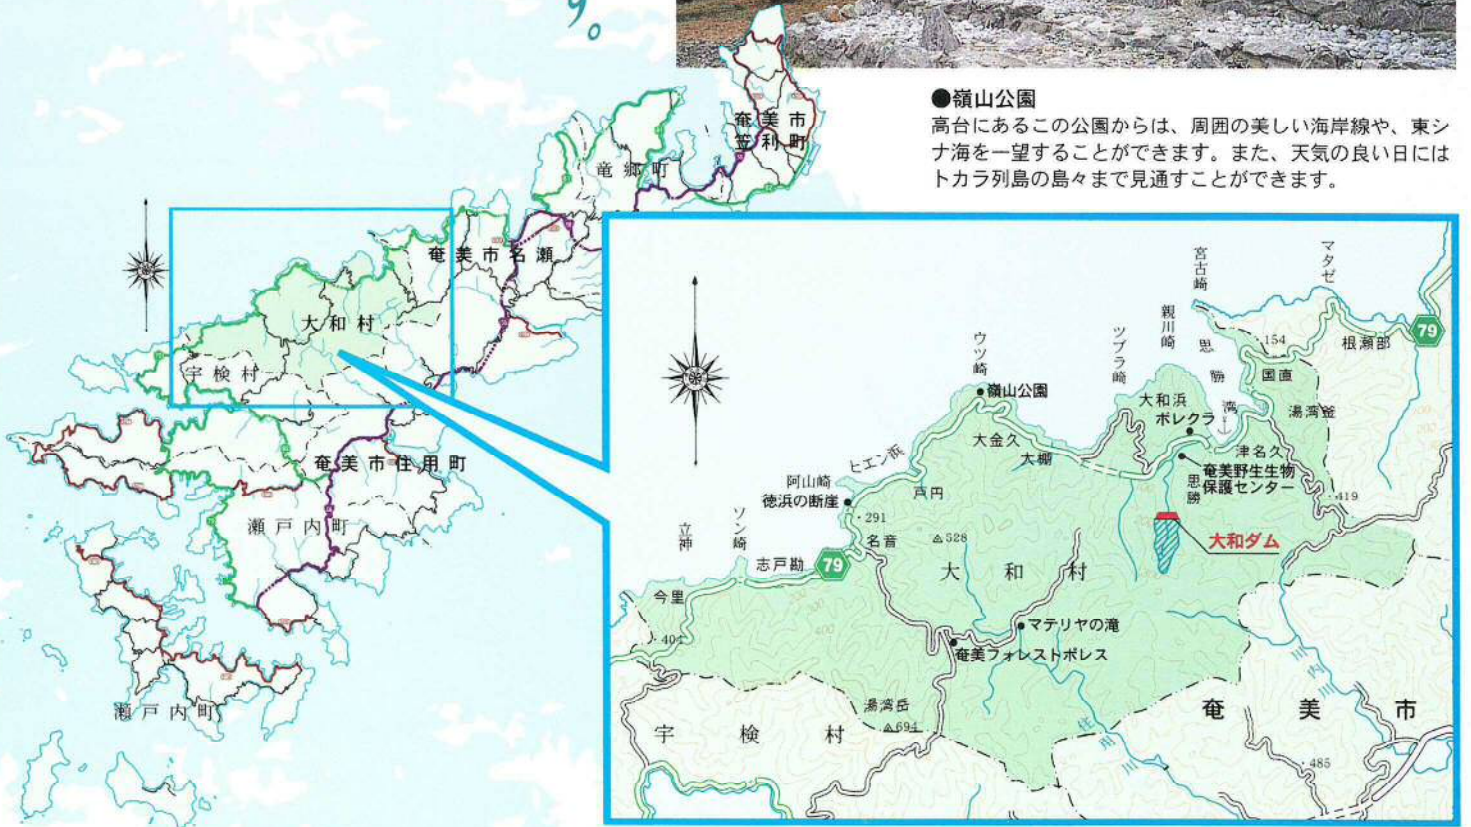 す。
●嶺山公園
高台にあるこの公園からは、周囲の美しい海岸線や、東シ
ナ海を一望することができます。また、天気の良い日には
トカラ列島の島々まで見通すことができます。
奄美市
笠利町
竜郷町
奄美市名瀬
大和村
宇検村
奄美市住用町
瀬戸内町
瀬戸内町
宮古崎
マタゼ
親川崎
思勝湾
154
根瀬部
79
ウツ崎
ツブラ崎
国直
嶺山公園
大和浜
ポレクラ
湯湾釜
大金久
大棚
津名久
ヒエン浜
奄美野生生物
保護センター
思勝
阿山崎
徳浜の断崖
戸円
419
立神
ソン崎
291
名音
528
大和ダム
志戸勘
79
大和村
今里
400
404
マテリヤの滝
奄美フォレストポレス
湯湾岳
694
川内川
住川
宇検村
奄美市
485